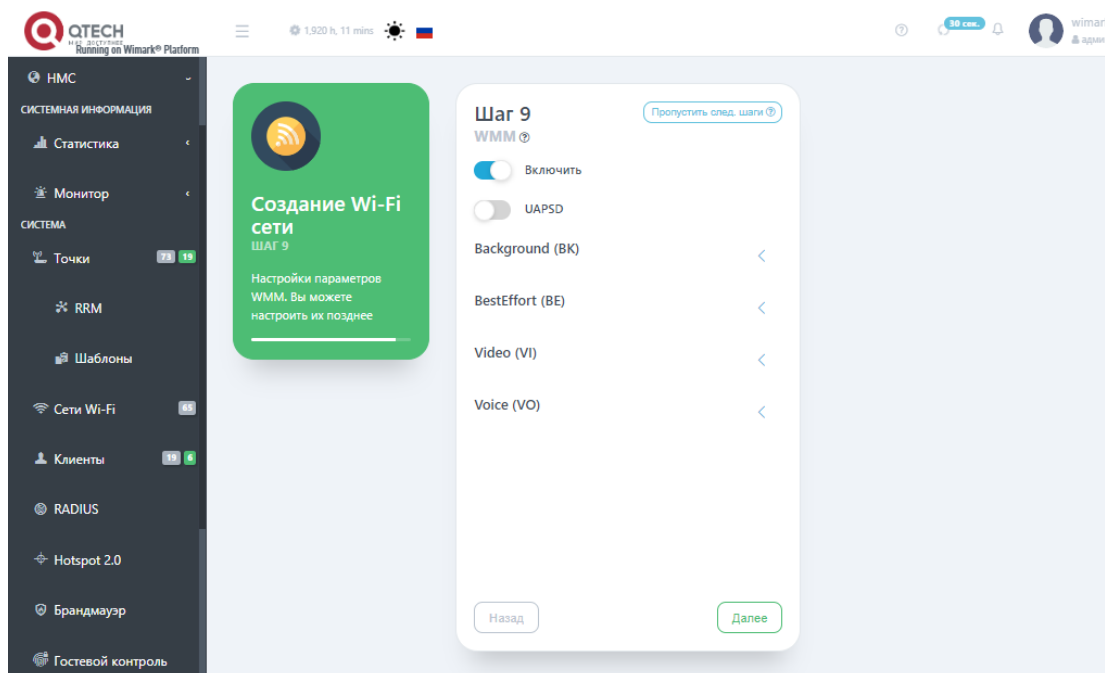 QTECH
Running on Wimark® Platform
1,920 h, 11 mins
30 сек.
wimar
НМС
СИСТЕМНАЯ ИНФОРМАЦИЯ
Статистика
Монитор
СИСТЕМА
Точки 73 19
RRM
Шаблоны
Сети Wi-Fi 65
Клиенты 19 6
RADIUS
Hotspot 2.0
Брандмауэр
Гостевой контроль
Создание Wi-Fi
сети
ШАГ 9
Настройки параметров
WMM. Вы можете
настроить их позднее
Шаг 9
Пропустить след. шаги
WMM
Включить
UAPSD
Background (BK)
BestEffort (BE)
Video (VI)
Voice (VO)
Назад
Далее